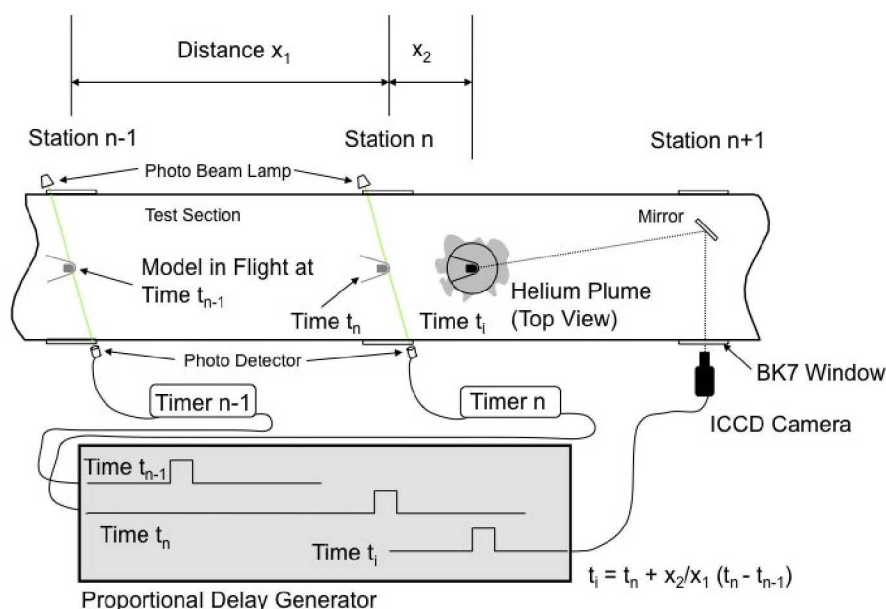 Distance x₁
x₂
Station n-1
Station n
Station n+1
Photo Beam Lamp
Test Section
Mirror
Model in Flight at
Time tₙ₋₁
Helium Plume
(Top View)
Time tₙ
Time tᵢ
Photo Detector
BK7 Window
Timer n-1
Timer n
ICCD Camera
Time tₙ₋₁
Time tₙ
Time tᵢ
tᵢ = tₙ + x₂/x₁ (tₙ - tₙ₋₁)
Proportional Delay Generator